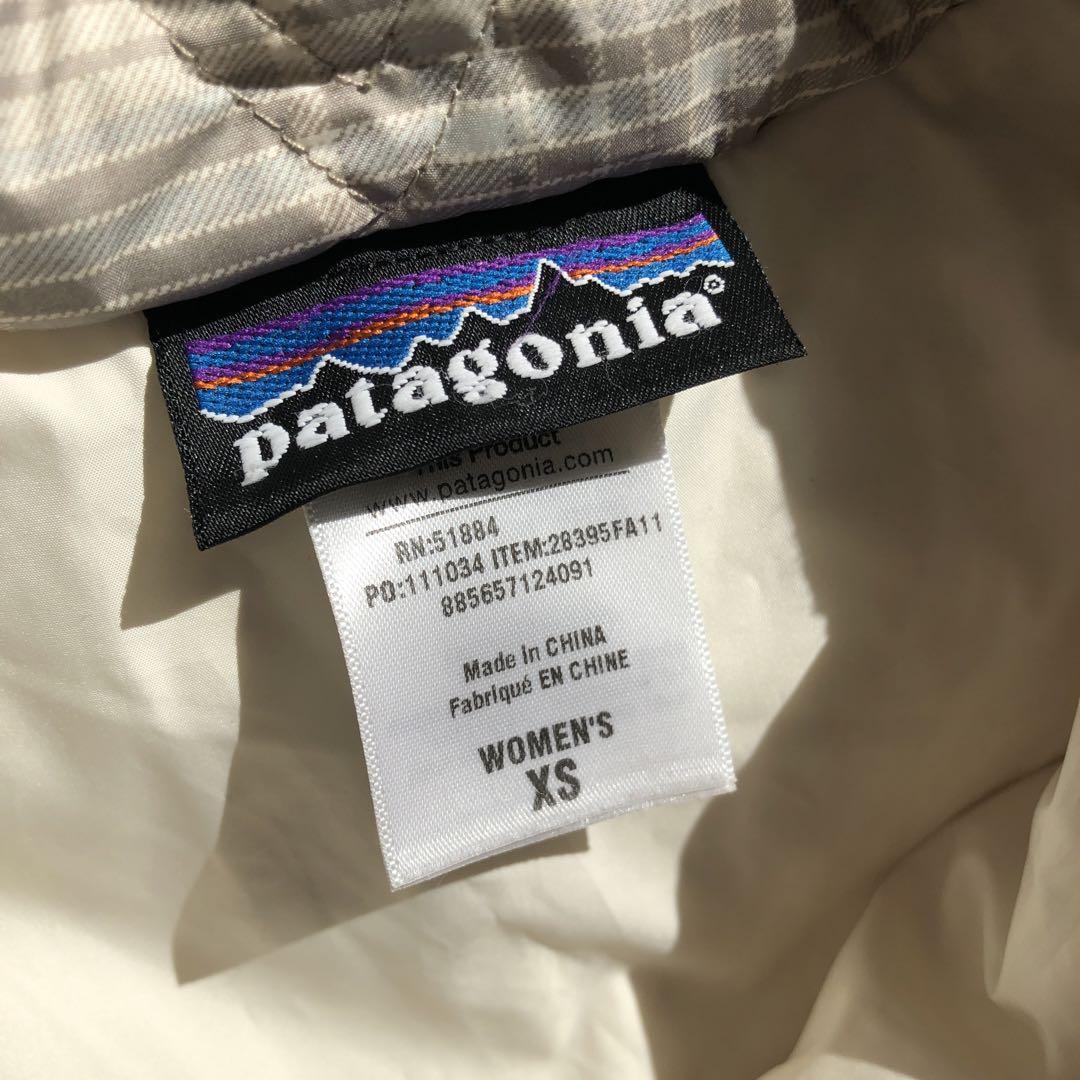 patagonia®
This Product
www.patagonia.com
RN:51884
PO:111034 ITEM:28395FA11
885657124091
Made In CHINA
Fabriqué EN CHINE
WOMEN'S
XS